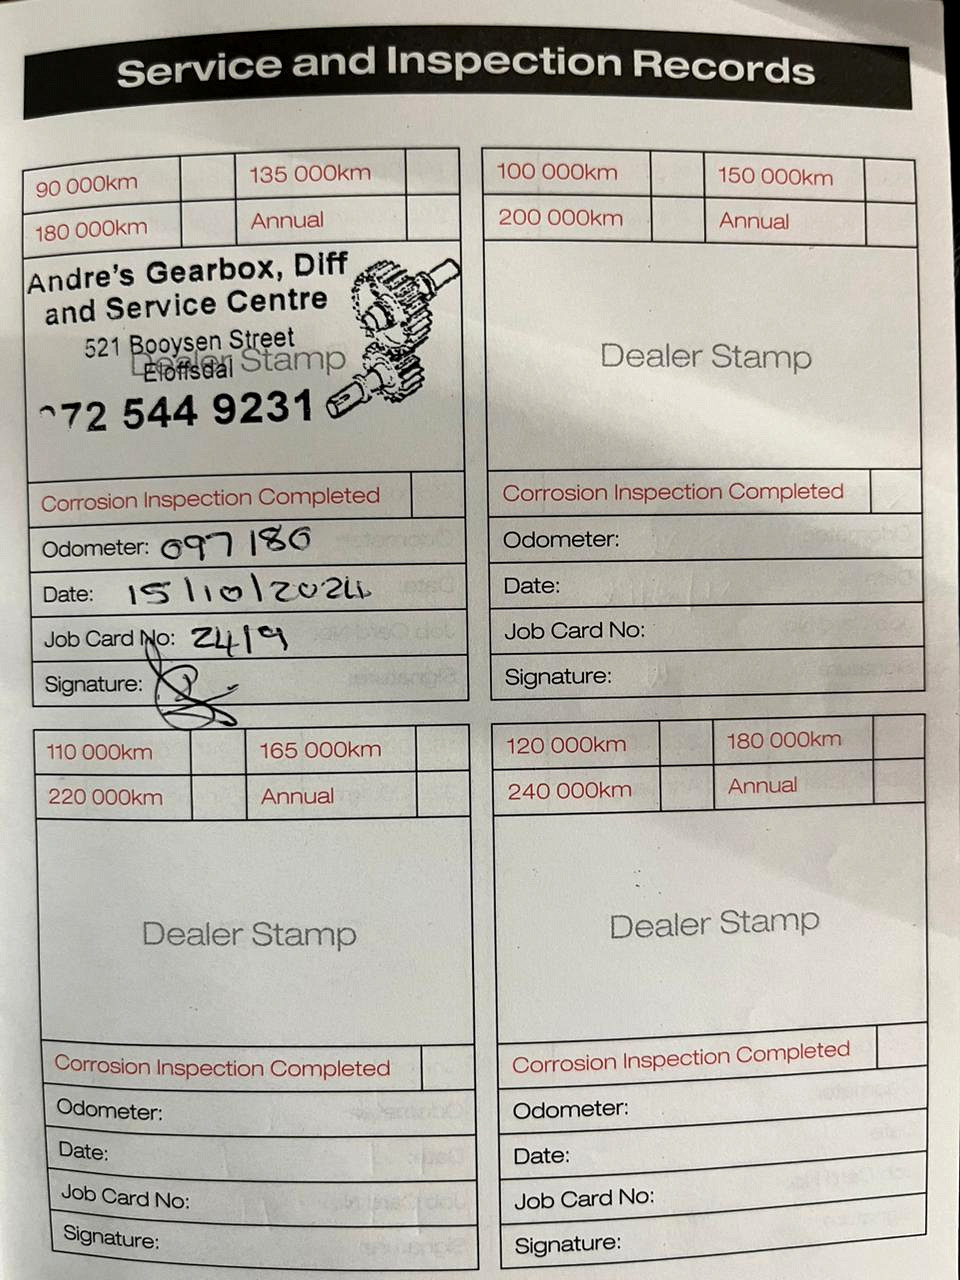 Service and Inspection Records
90 000km 135 000km
180 000km Annual
Andre's Gearbox, Diff
and Service Centre
521 Booysen Street
Eloffsdal
Dealer Stamp
072 544 9231
Corrosion Inspection Completed
Odometer: 097180
Date: 15/10/2024
Job Card No: 2419
Signature:
100 000km 150 000km
200 000km Annual
Dealer Stamp
Corrosion Inspection Completed
Odometer:
Date:
Job Card No:
Signature:
110 000km 165 000km
220 000km Annual
Dealer Stamp
Corrosion Inspection Completed
Odometer:
Date:
Job Card No:
Signature:
120 000km 180 000km
240 000km Annual
Dealer Stamp
Corrosion Inspection Completed
Odometer:
Date:
Job Card No:
Signature: